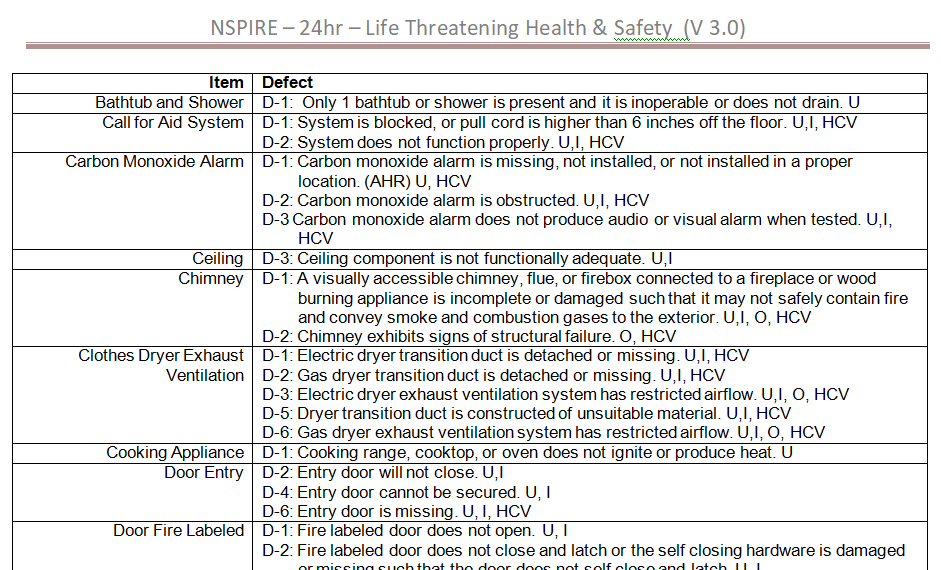 NSPIRE – 24hr – Life Threatening Health & Safety (V 3.0)
Item Defect
Bathtub and Shower D-1: Only 1 bathtub or shower is present and it is inoperable or does not drain. U
Call for Aid System D-1: System is blocked, or pull cord is higher than 6 inches off the floor. U,I, HCV
D-2: System does not function properly. U,I, HCV
Carbon Monoxide Alarm D-1: Carbon monoxide alarm is missing, not installed, or not installed in a proper
location. (AHR) U, HCV
D-2: Carbon monoxide alarm is obstructed. U,I, HCV
D-3 Carbon monoxide alarm does not produce audio or visual alarm when tested. U,I,
HCV
Ceiling D-3: Ceiling component is not functionally adequate. U,I
Chimney D-1: A visually accessible chimney, flue, or firebox connected to a fireplace or wood
burning appliance is incomplete or damaged such that it may not safely contain fire
and convey smoke and combustion gases to the exterior. U,I, O, HCV
D-2: Chimney exhibits signs of structural failure. O, HCV
Clothes Dryer Exhaust D-1: Electric dryer transition duct is detached or missing. U,I, HCV
Ventilation D-2: Gas dryer transition duct is detached or missing. U,I, HCV
D-3: Electric dryer exhaust ventilation system has restricted airflow. U,I, O, HCV
D-5: Dryer transition duct is constructed of unsuitable material. U,I, HCV
D-6: Gas dryer exhaust ventilation system has restricted airflow. U,I, O, HCV
Cooking Appliance D-1: Cooking range, cooktop, or oven does not ignite or produce heat. U
Door Entry D-2: Entry door will not close. U,I
D-4: Entry door cannot be secured. U, I
D-6: Entry door is missing. U, I, HCV
Door Fire Labeled D-1: Fire labeled door does not open. U, I
D-2: Fire labeled door does not close and latch or the self closing hardware is damaged
or missing such that the door does not self close and latch. U, I